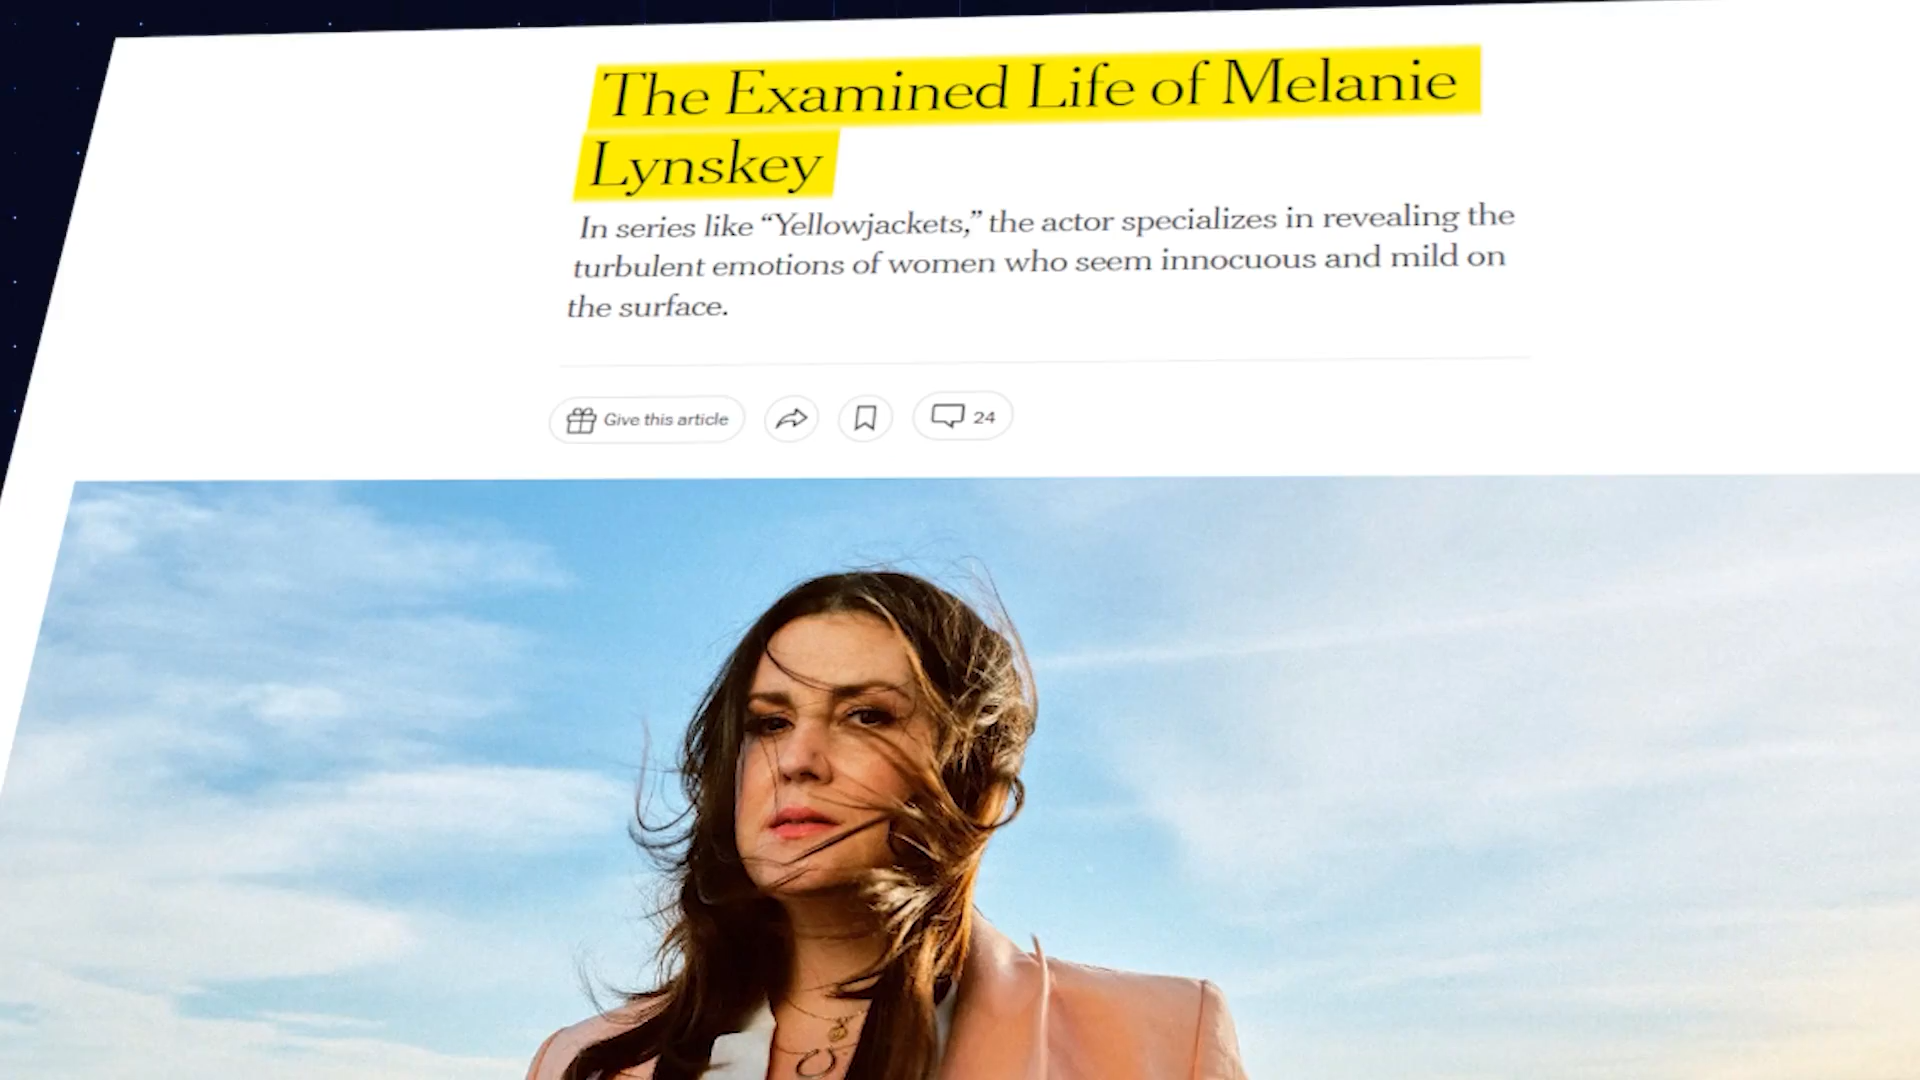 The Examined Life of Melanie
Lynskey
In series like “Yellowjackets,” the actor specializes in revealing the
turbulent emotions of women who seem innocuous and mild on
the surface.
Give this article
24